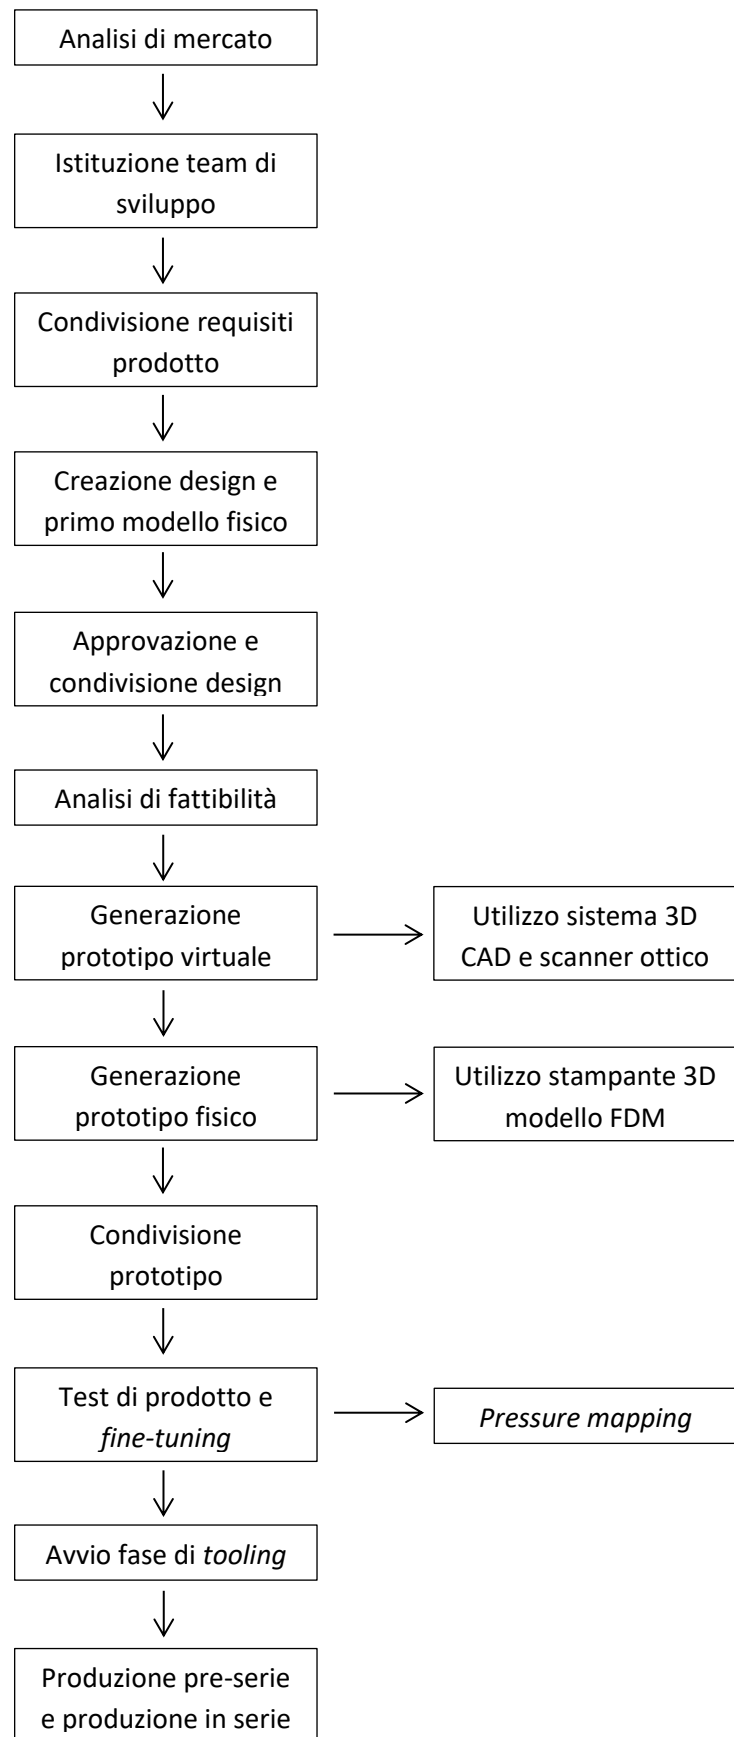 Analisi di mercato
Istituzione team di
sviluppo
Condivisione requisiti
prodotto
Creazione design e
primo modello fisico
Approvazione e
condivisione design
Analisi di fattibilità
Generazione
prototipo virtuale
Utilizzo sistema 3D
CAD e scanner ottico
Generazione
prototipo fisico
Utilizzo stampante 3D
modello FDM
Condivisione
prototipo
Test di prodotto e
fine-tuning
Pressure mapping
Avvio fase di tooling
Produzione pre-serie
e produzione in serie